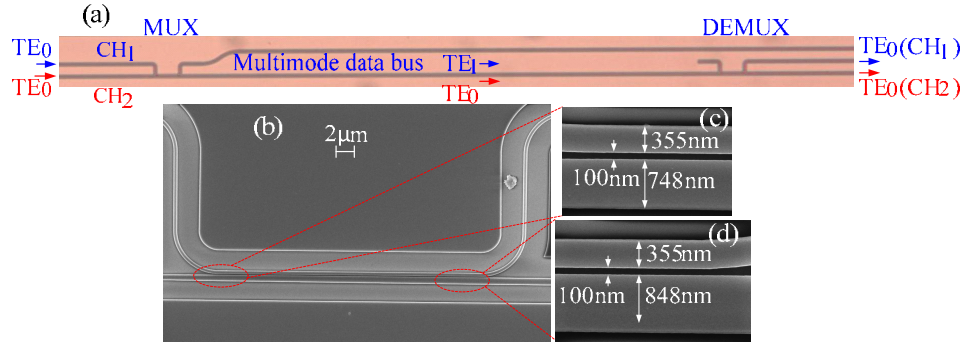 (a)
MUX
DEMUX
TE0
CH1
TE0(CH1)
Multimode data bus
TE1
TE0
CH2
TE0
TE0(CH2)
(b)
2μm
(c)
355nm
100nm
748nm
(d)
355nm
100nm
848nm